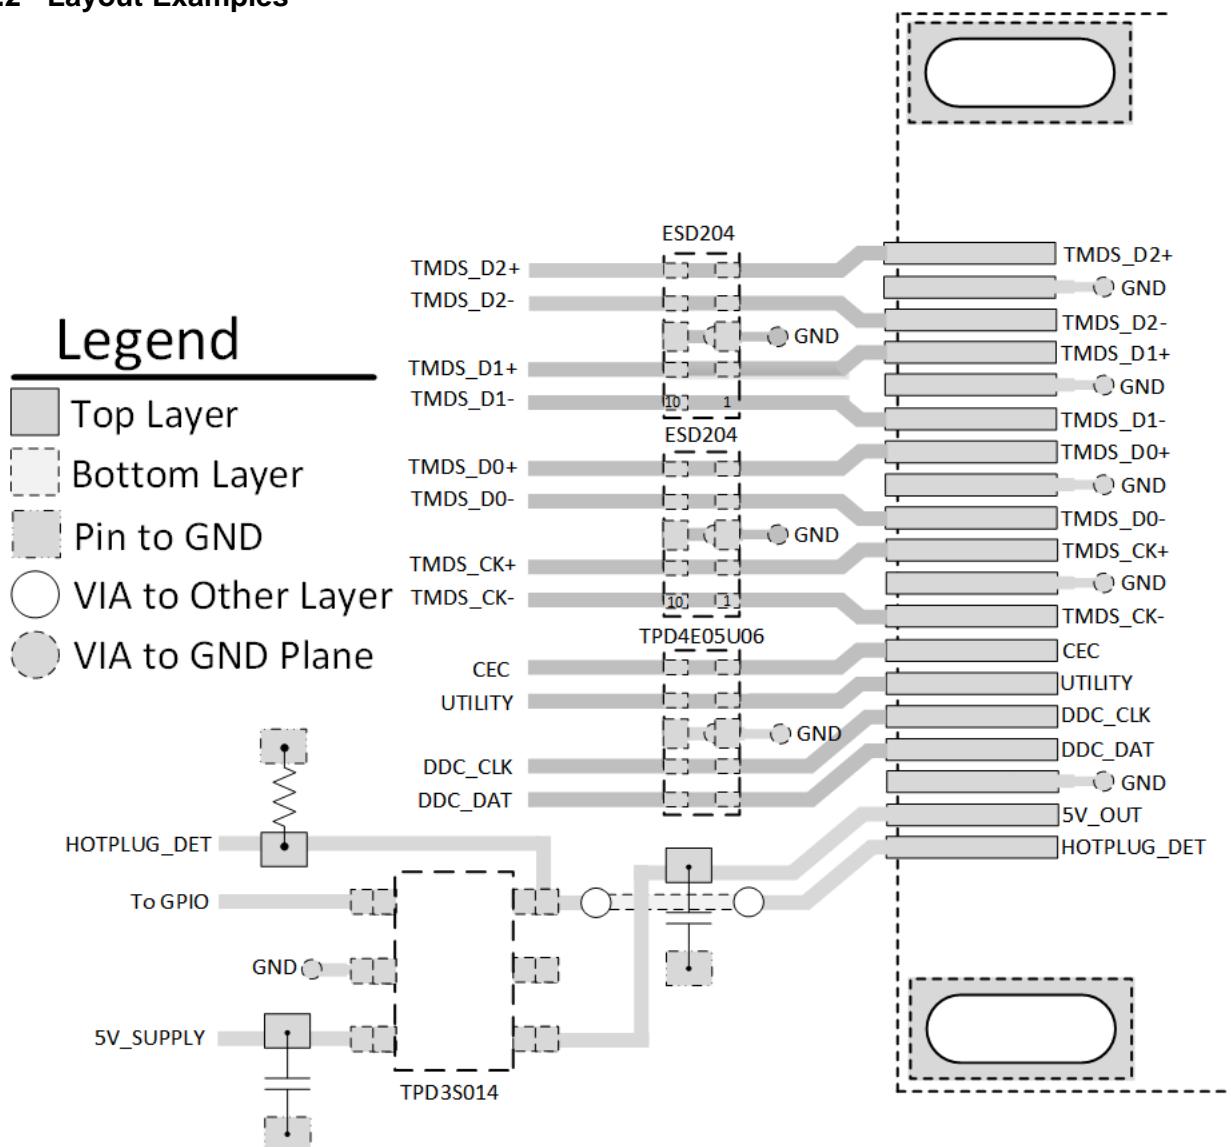 Layout Examples
ESD204
TMDS_D2+
TMDS_D2+
TMDS_D2-
GND
TMDS_D2-
GND
TMDS_D1+
TMDS_D1+
GND
TMDS_D1-
10 1
TMDS_D1-
ESD204
TMDS_D0+
TMDS_D0+
TMDS_D0-
GND
TMDS_D0-
GND
TMDS_CK+
TMDS_CK+
GND
TMDS_CK-
10 1
TMDS_CK-
TPD4E05U06
CEC
CEC
UTILITY
UTILITY
GND
DDC_CLK
DDC_CLK
DDC_DAT
DDC_DAT
GND
5V_OUT
HOTPLUG_DET
HOTPLUG_DET
To GPIO
GND
5V_SUPPLY
TPD3S014
Legend
Top Layer
Bottom Layer
Pin to GND
VIA to Other Layer
VIA to GND Plane